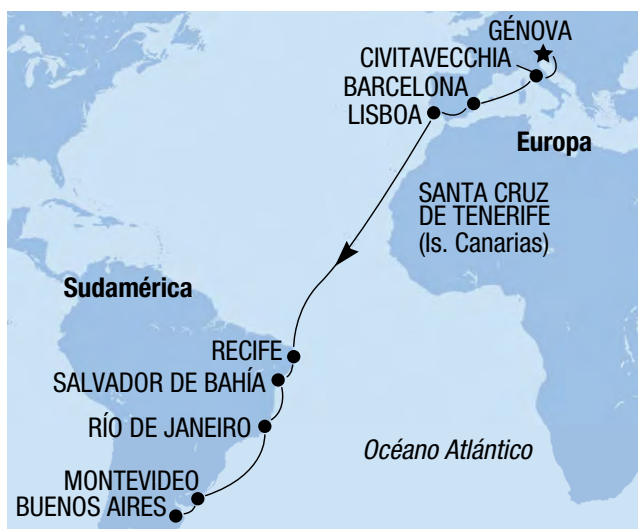 GÉNOVA
CIVITAVECCHIA
BARCELONA
LISBOA
Europa
SANTA CRUZ
DE TENERIFE
(Is. Canarias)
Sudamérica
RECIFE
SALVADOR DE BAHÍA
RÍO DE JANEIRO
Océano Atlántico
MONTEVIDEO
BUENOS AIRES